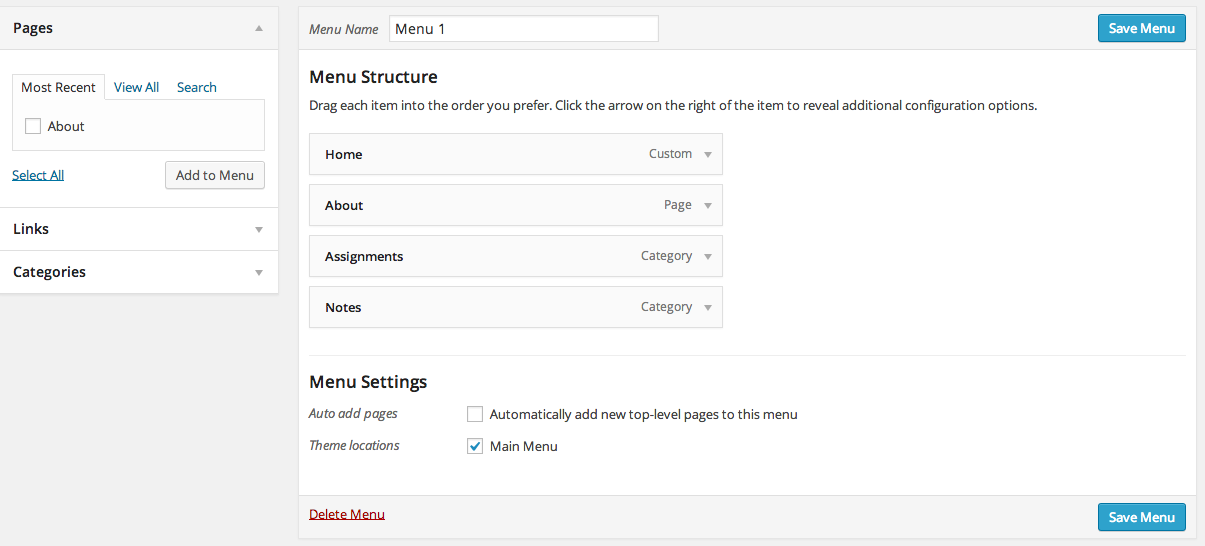 Pages
Most Recent View All Search
About
Select All Add to Menu
Links
Categories
Menu Name Menu 1 Save Menu
Menu Structure
Drag each item into the order you prefer. Click the arrow on the right of the item to reveal additional configuration options.
Home Custom
About Page
Assignments Category
Notes Category
Menu Settings
Auto add pages Automatically add new top-level pages to this menu
Theme locations Main Menu
Delete Menu Save Menu